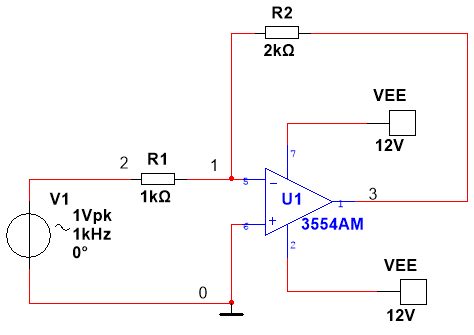 R2
2kΩ
VEE
12V
7
2
R1
1kΩ
1
5
−
U1
1
3
3554AM
+
6
V1
1Vpk
1kHz
0°
2
0
VEE
12V